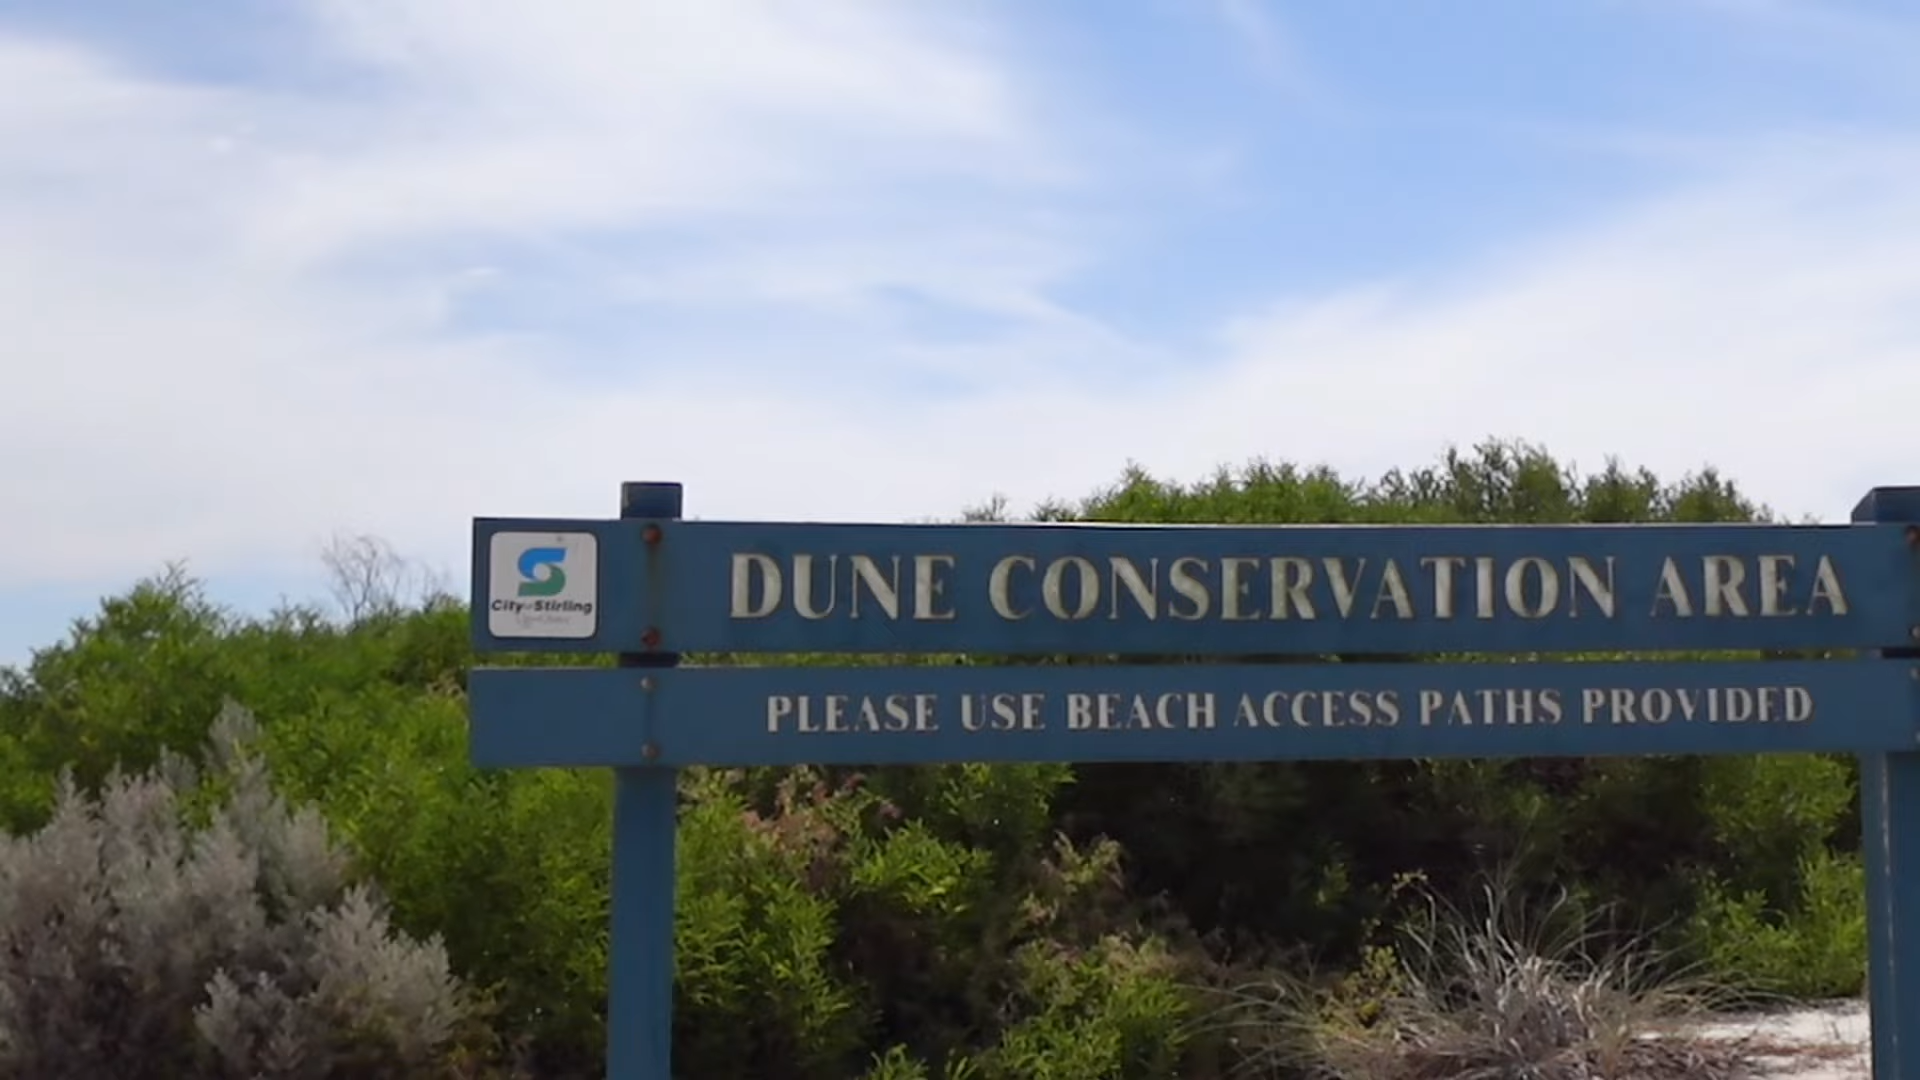 DUNE CONSERVATION AREA
City of Stirling
PLEASE USE BEACH ACCESS PATHS PROVIDED